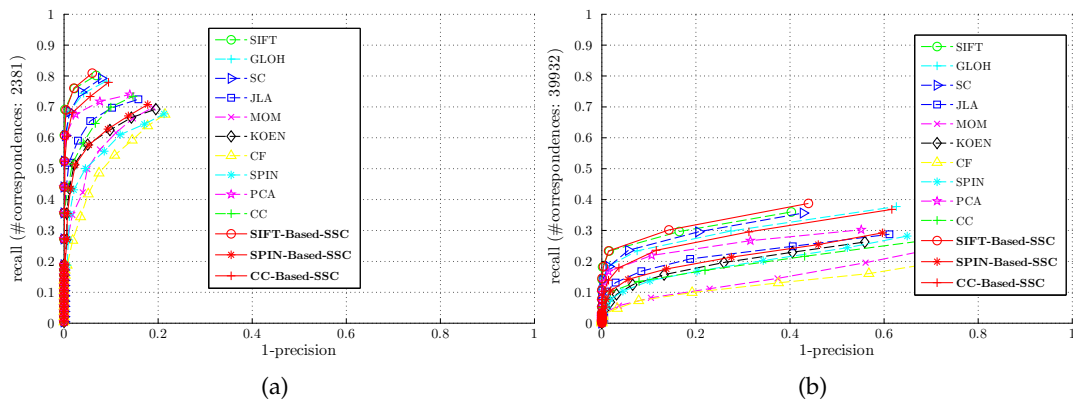 1
0.9
0.8
0.7
0.6
0.5
0.4
0.3
0.2
0.1
0
recall (#correspondences: 2381)
0 0.2 0.4 0.6 0.8 1
1-precision
SIFT
GLOH
SC
JLA
MOM
KOEN
CF
SPIN
PCA
CC
SIFT-Based-SSC
SPIN-Based-SSC
CC-Based-SSC
(a)
1
0.9
0.8
0.7
0.6
0.5
0.4
0.3
0.2
0.1
0
recall (#correspondences: 39932)
0 0.2 0.4 0.6 0.8 1
1-precision
SIFT
GLOH
SC
JLA
MOM
KOEN
CF
SPIN
PCA
CC
SIFT-Based-SSC
SPIN-Based-SSC
CC-Based-SSC
(b)